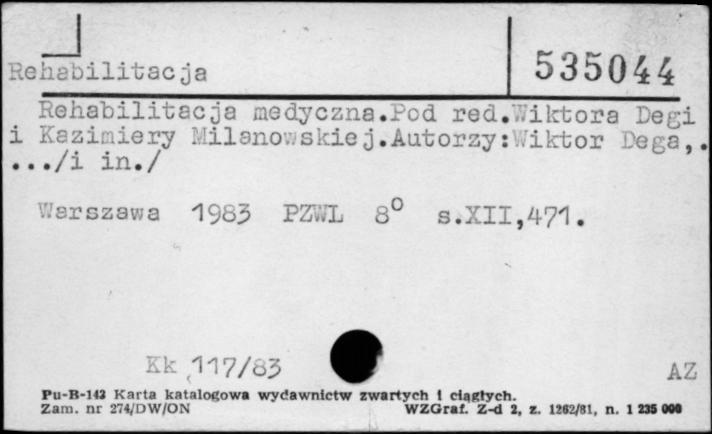 Rehabilitacja
535044
Rehabilitacja medyczna.Pod red.Wiktora Degi
i Kazimiery Milanowskiej.Autorzy:Wiktor Dega,.
.../i in./
Warszawa 1983 PZWL 8° s.XII,471.
Kk 117/83
AZ
Pu-B-143 Karta katalogowa wydawnictw zwartych i ciągłych.
Zam. nr 274/DW/ON WZGraf. Z-d 2, z. 1262/81, n. 1 235 000